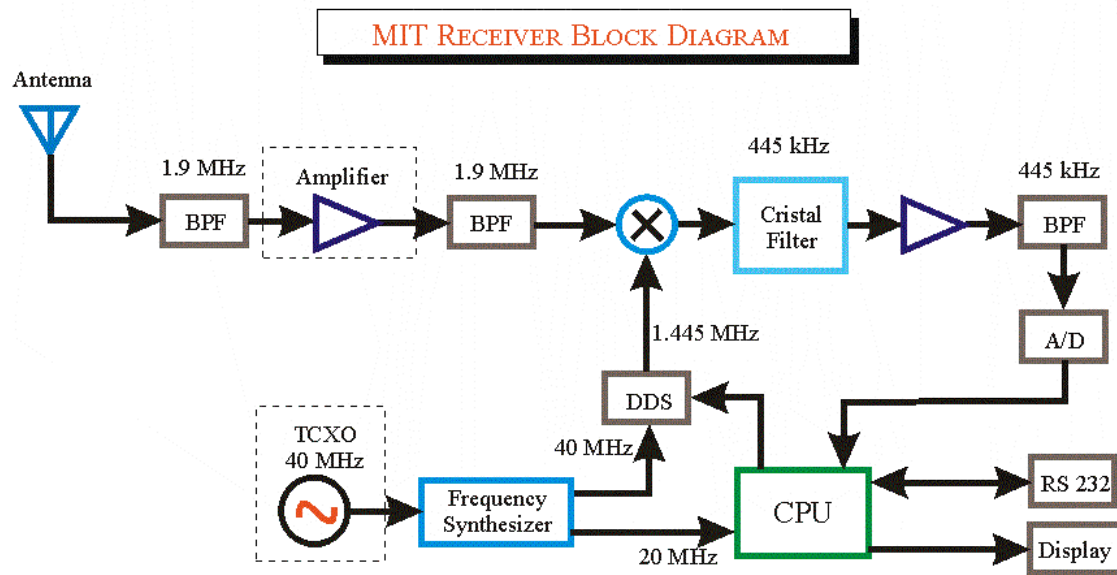 MIT RECEIVER BLOCK DIAGRAM
Antenna
1.9 MHz
BPF
Amplifier
1.9 MHz
BPF
445 kHz
Cristal
Filter
445 kHz
BPF
A/D
1.445 MHz
DDS
40 MHz
TCXO
40 MHz
Frequency
Synthesizer
20 MHz
CPU
RS 232
Display